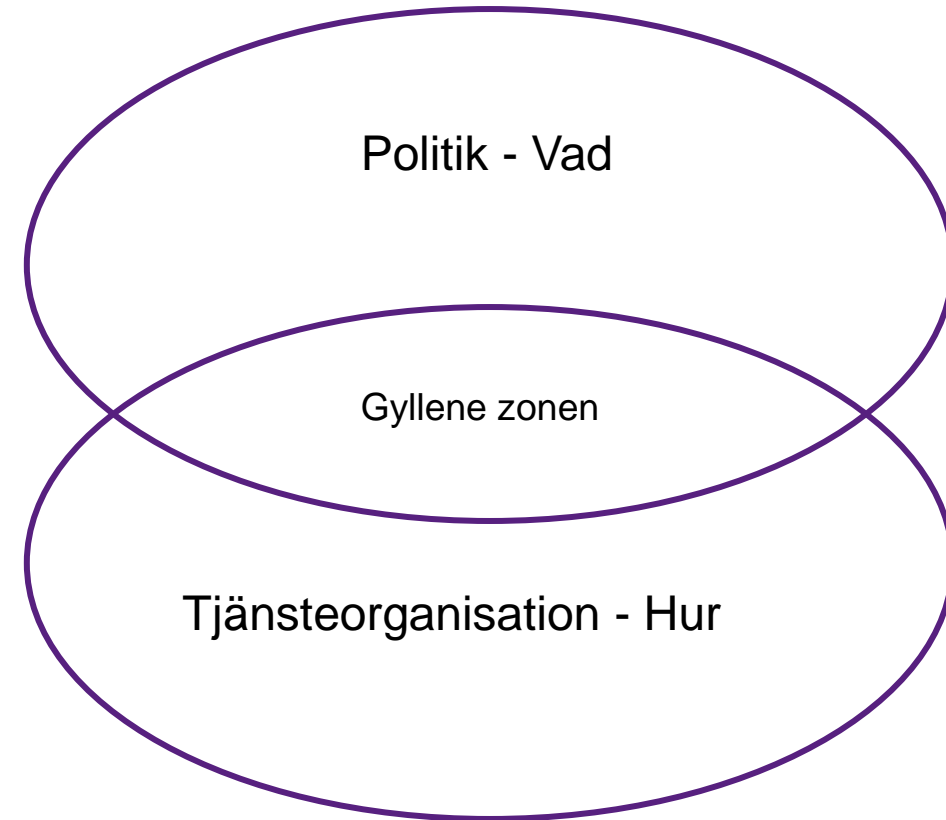 Politik - Vad
Gyllene zonen
Tjänsteorganisation - Hur